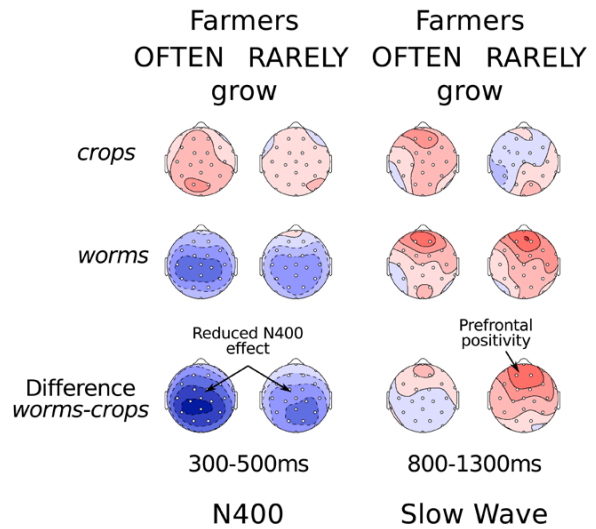 Farmers
OFTEN RARELY
grow
Farmers
OFTEN RARELY
grow
crops
worms
Reduced N400
effect
Prefrontal
positivity
Difference
worms-crops
300-500ms
800-1300ms
N400
Slow Wave